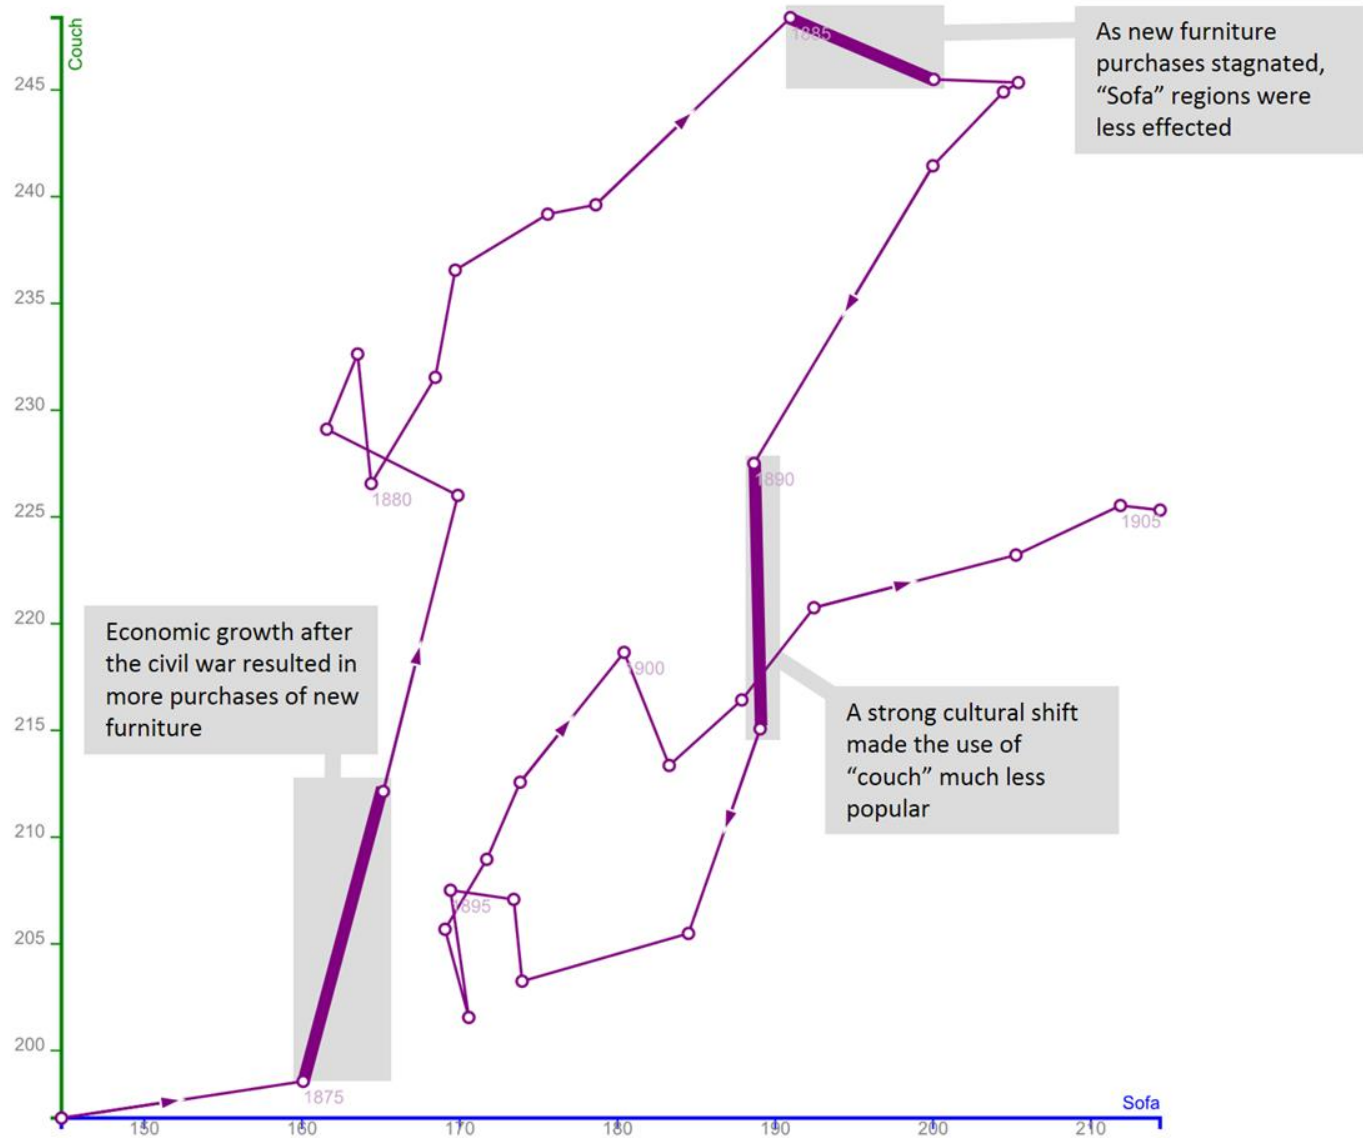 Couch
245
240
235
230
225
220
215
210
205
200
1885
As new furniture
purchases stagnated,
“Sofa” regions were
less effected
1880
1890
1905
Economic growth after
the civil war resulted in
more purchases of new
furniture
1900
A strong cultural shift
made the use of
“couch” much less
popular
1895
1875
Sofa
150
160
170
180
190
200
210